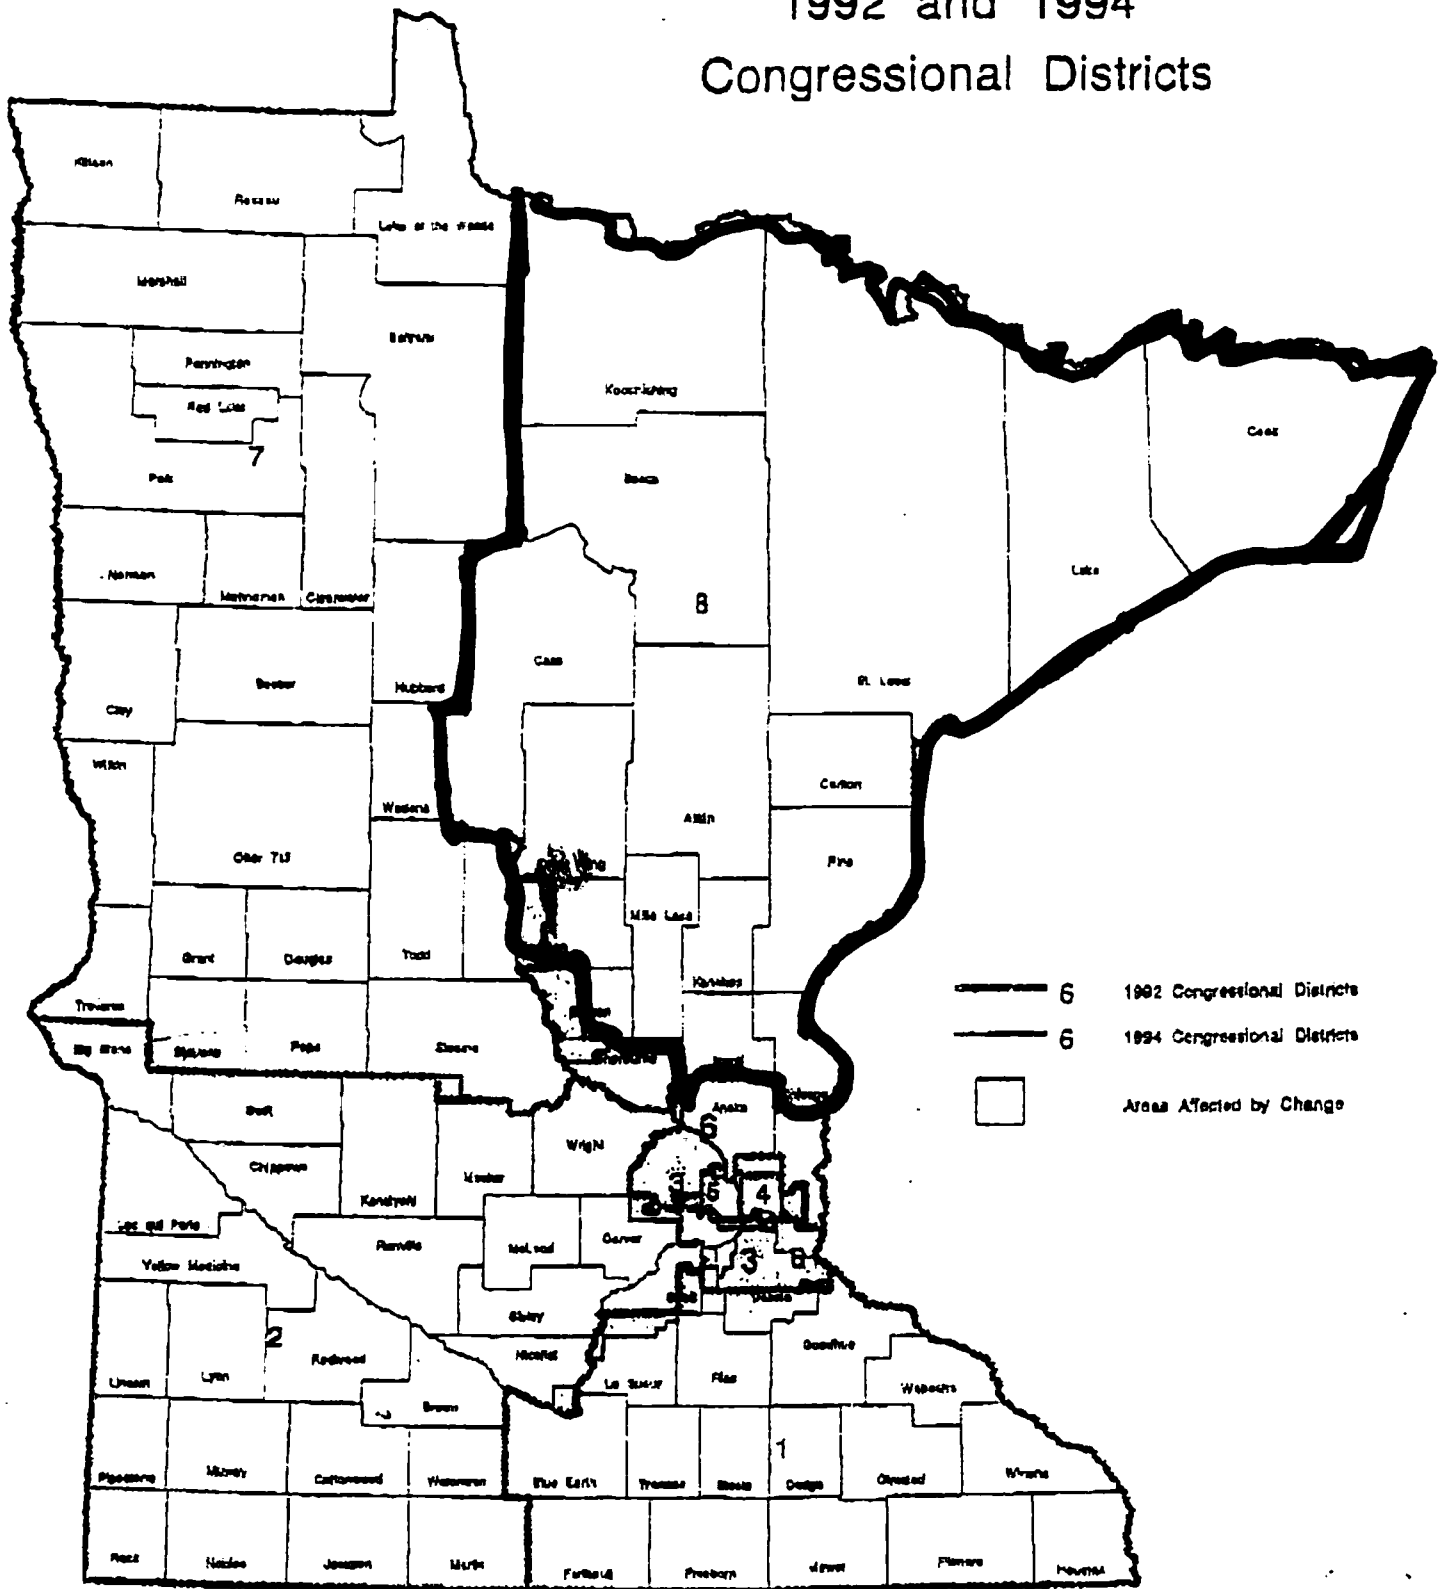 1992 and 1994
Congressional Districts
Kittson
Roseau
Lake of the Woods
Marshall
Beltrami
Pennington
Koochiching
Red Lake
Cook
7
Polk
Itasca
Norman
Mahnomen
Clearwater
Lake
8
Cass
Becker
Hubbard
St. Louis
Clay
Wilkin
Carlton
Wadena
Aitkin
Otter Tail
Pine
Mille Lacs
Grant
Douglas
Todd
Kanabec
6 1992 Congressional Districts
Traverse
Big Stone
Stevens
Pope
Stearns
6 1994 Congressional Districts
Sherburne
Areas Affected by Change
Swift
Anoka
6
Wright
Chippewa
Meeker
Kandiyohi
5
4
Lac qui Parle
Renville
McLeod
Carver
Yellow Medicine
3
6
Sibley
2
Nicollet
Redwood
Goodhue
Lincoln
Lyon
Le Sueur
Rice
Wabasha
Brown
1
Pipestone
Murray
Cottonwood
Watonwan
Blue Earth
Steele
Dodge
Olmsted
Winona
Rock
Nobles
Jackson
Martin
Faribault
Freeborn
Mower
Fillmore
Houston